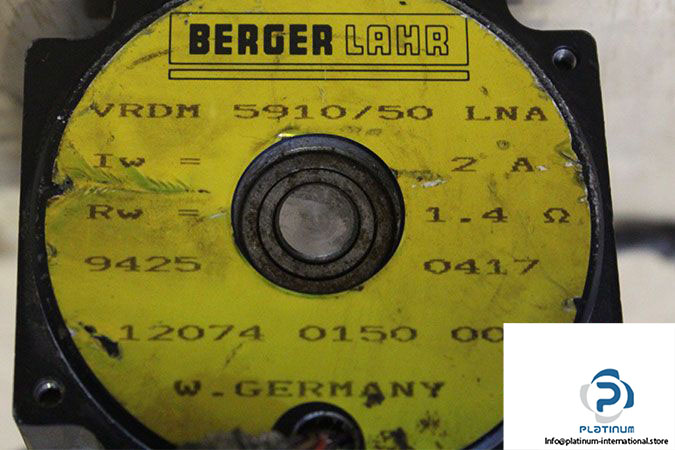 BERGER LAHR
VRDM 5910/50 LNA
Iw = 2 A
Rw = 1.4 Ω
9425 0417
12074 0150
W.GERMANY
PLATINUM
Info@platinum-international.store